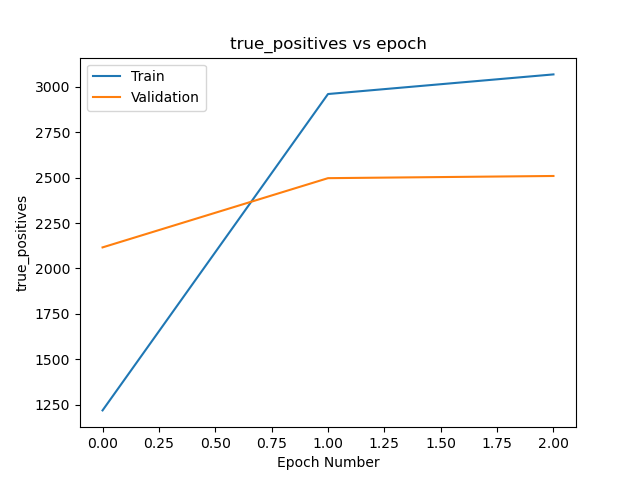 true_positives vs epoch
Train
Validation
3000
2750
2500
2250
2000
1750
1500
1250
true_positives
0.00 0.25 0.50 0.75 1.00 1.25 1.50 1.75 2.00
Epoch Number